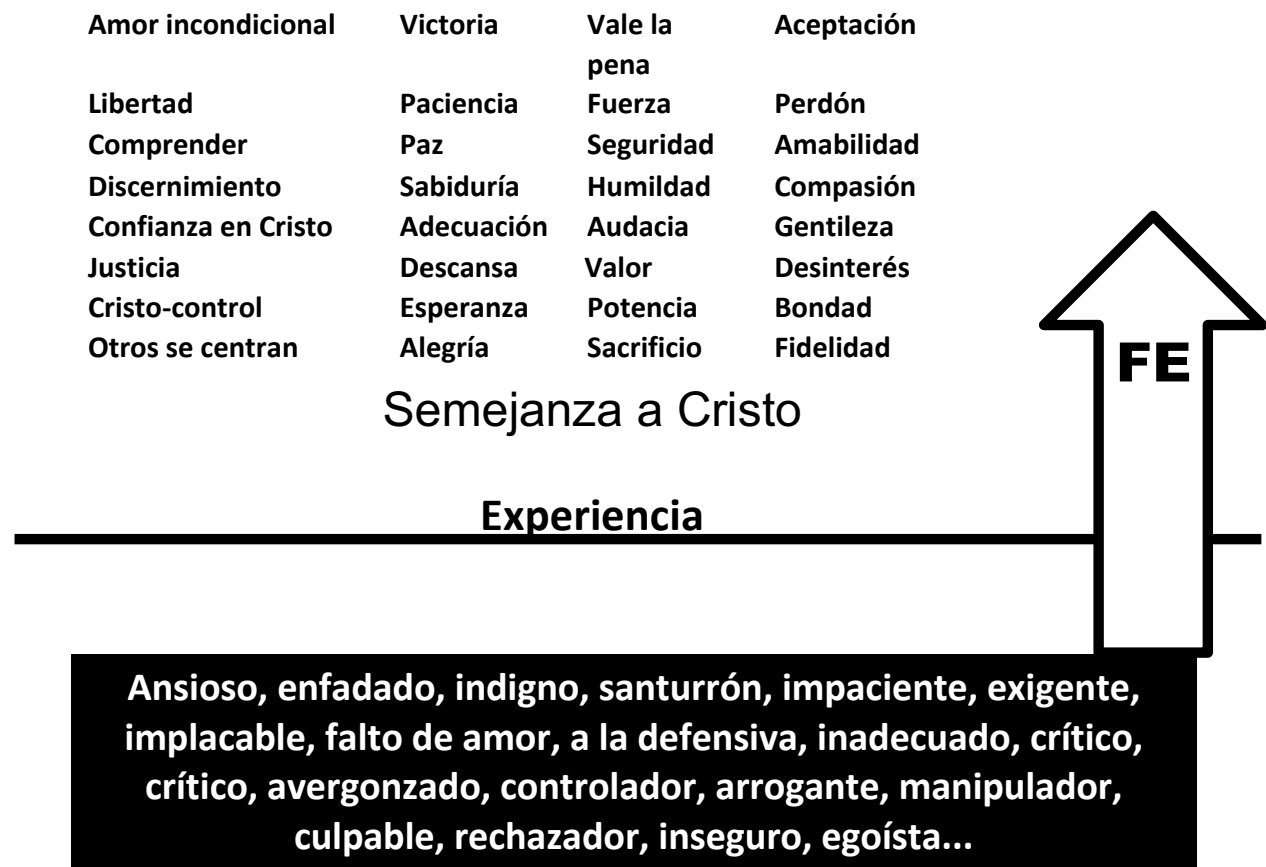 Amor incondicional Victoria Vale la pena Aceptación
Libertad Paciencia Fuerza Perdón
Comprender Paz Seguridad Amabilidad
Discernimiento Sabiduría Humildad Compasión
Confianza en Cristo Adecuación Audacia Gentileza
Justicia Descansa Valor Desinterés
Cristo-control Esperanza Potencia Bondad
Otros se centran Alegría Sacrificio Fidelidad
FE
Semejanza a Cristo
Experiencia
Ansioso, enfadado, indigno, santurrón, impaciente, exigente,
implacable, falto de amor, a la defensiva, inadecuado, crítico,
crítico, avergonzado, controlador, arrogante, manipulador,
culpable, rechazador, inseguro, egoísta...